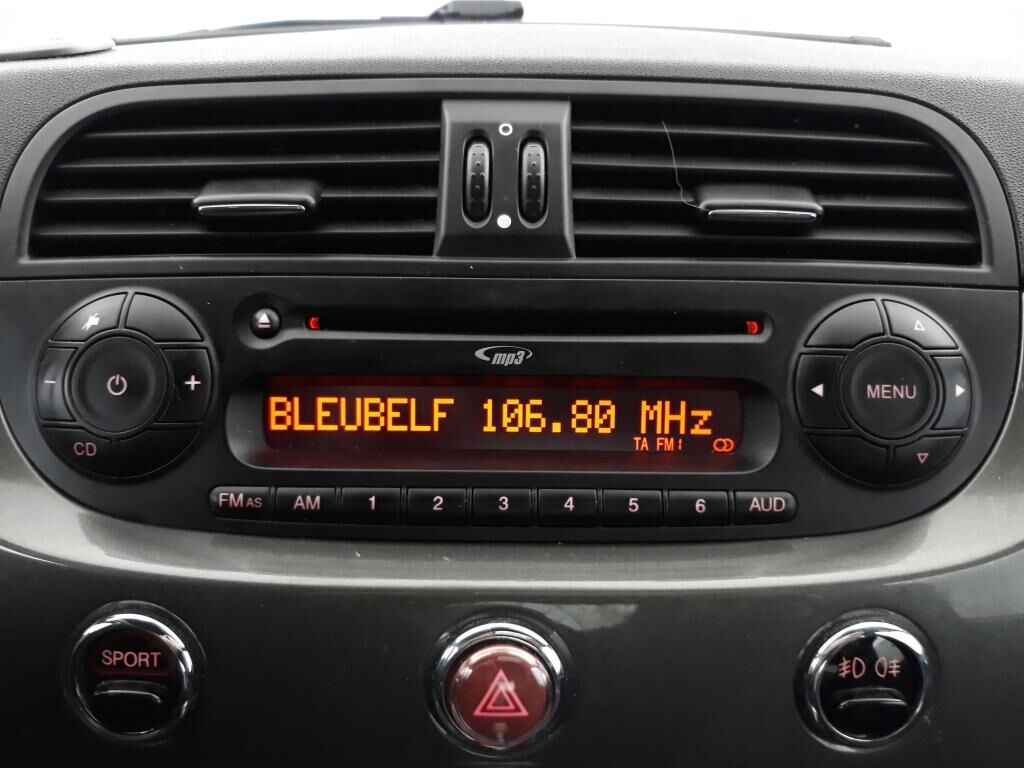 mp3
BLEUBELF 106.80 MHz
TA FM1
+
-
CD
MENU
FM AS AM 1 2 3 4 5 6 AUD
SPORT